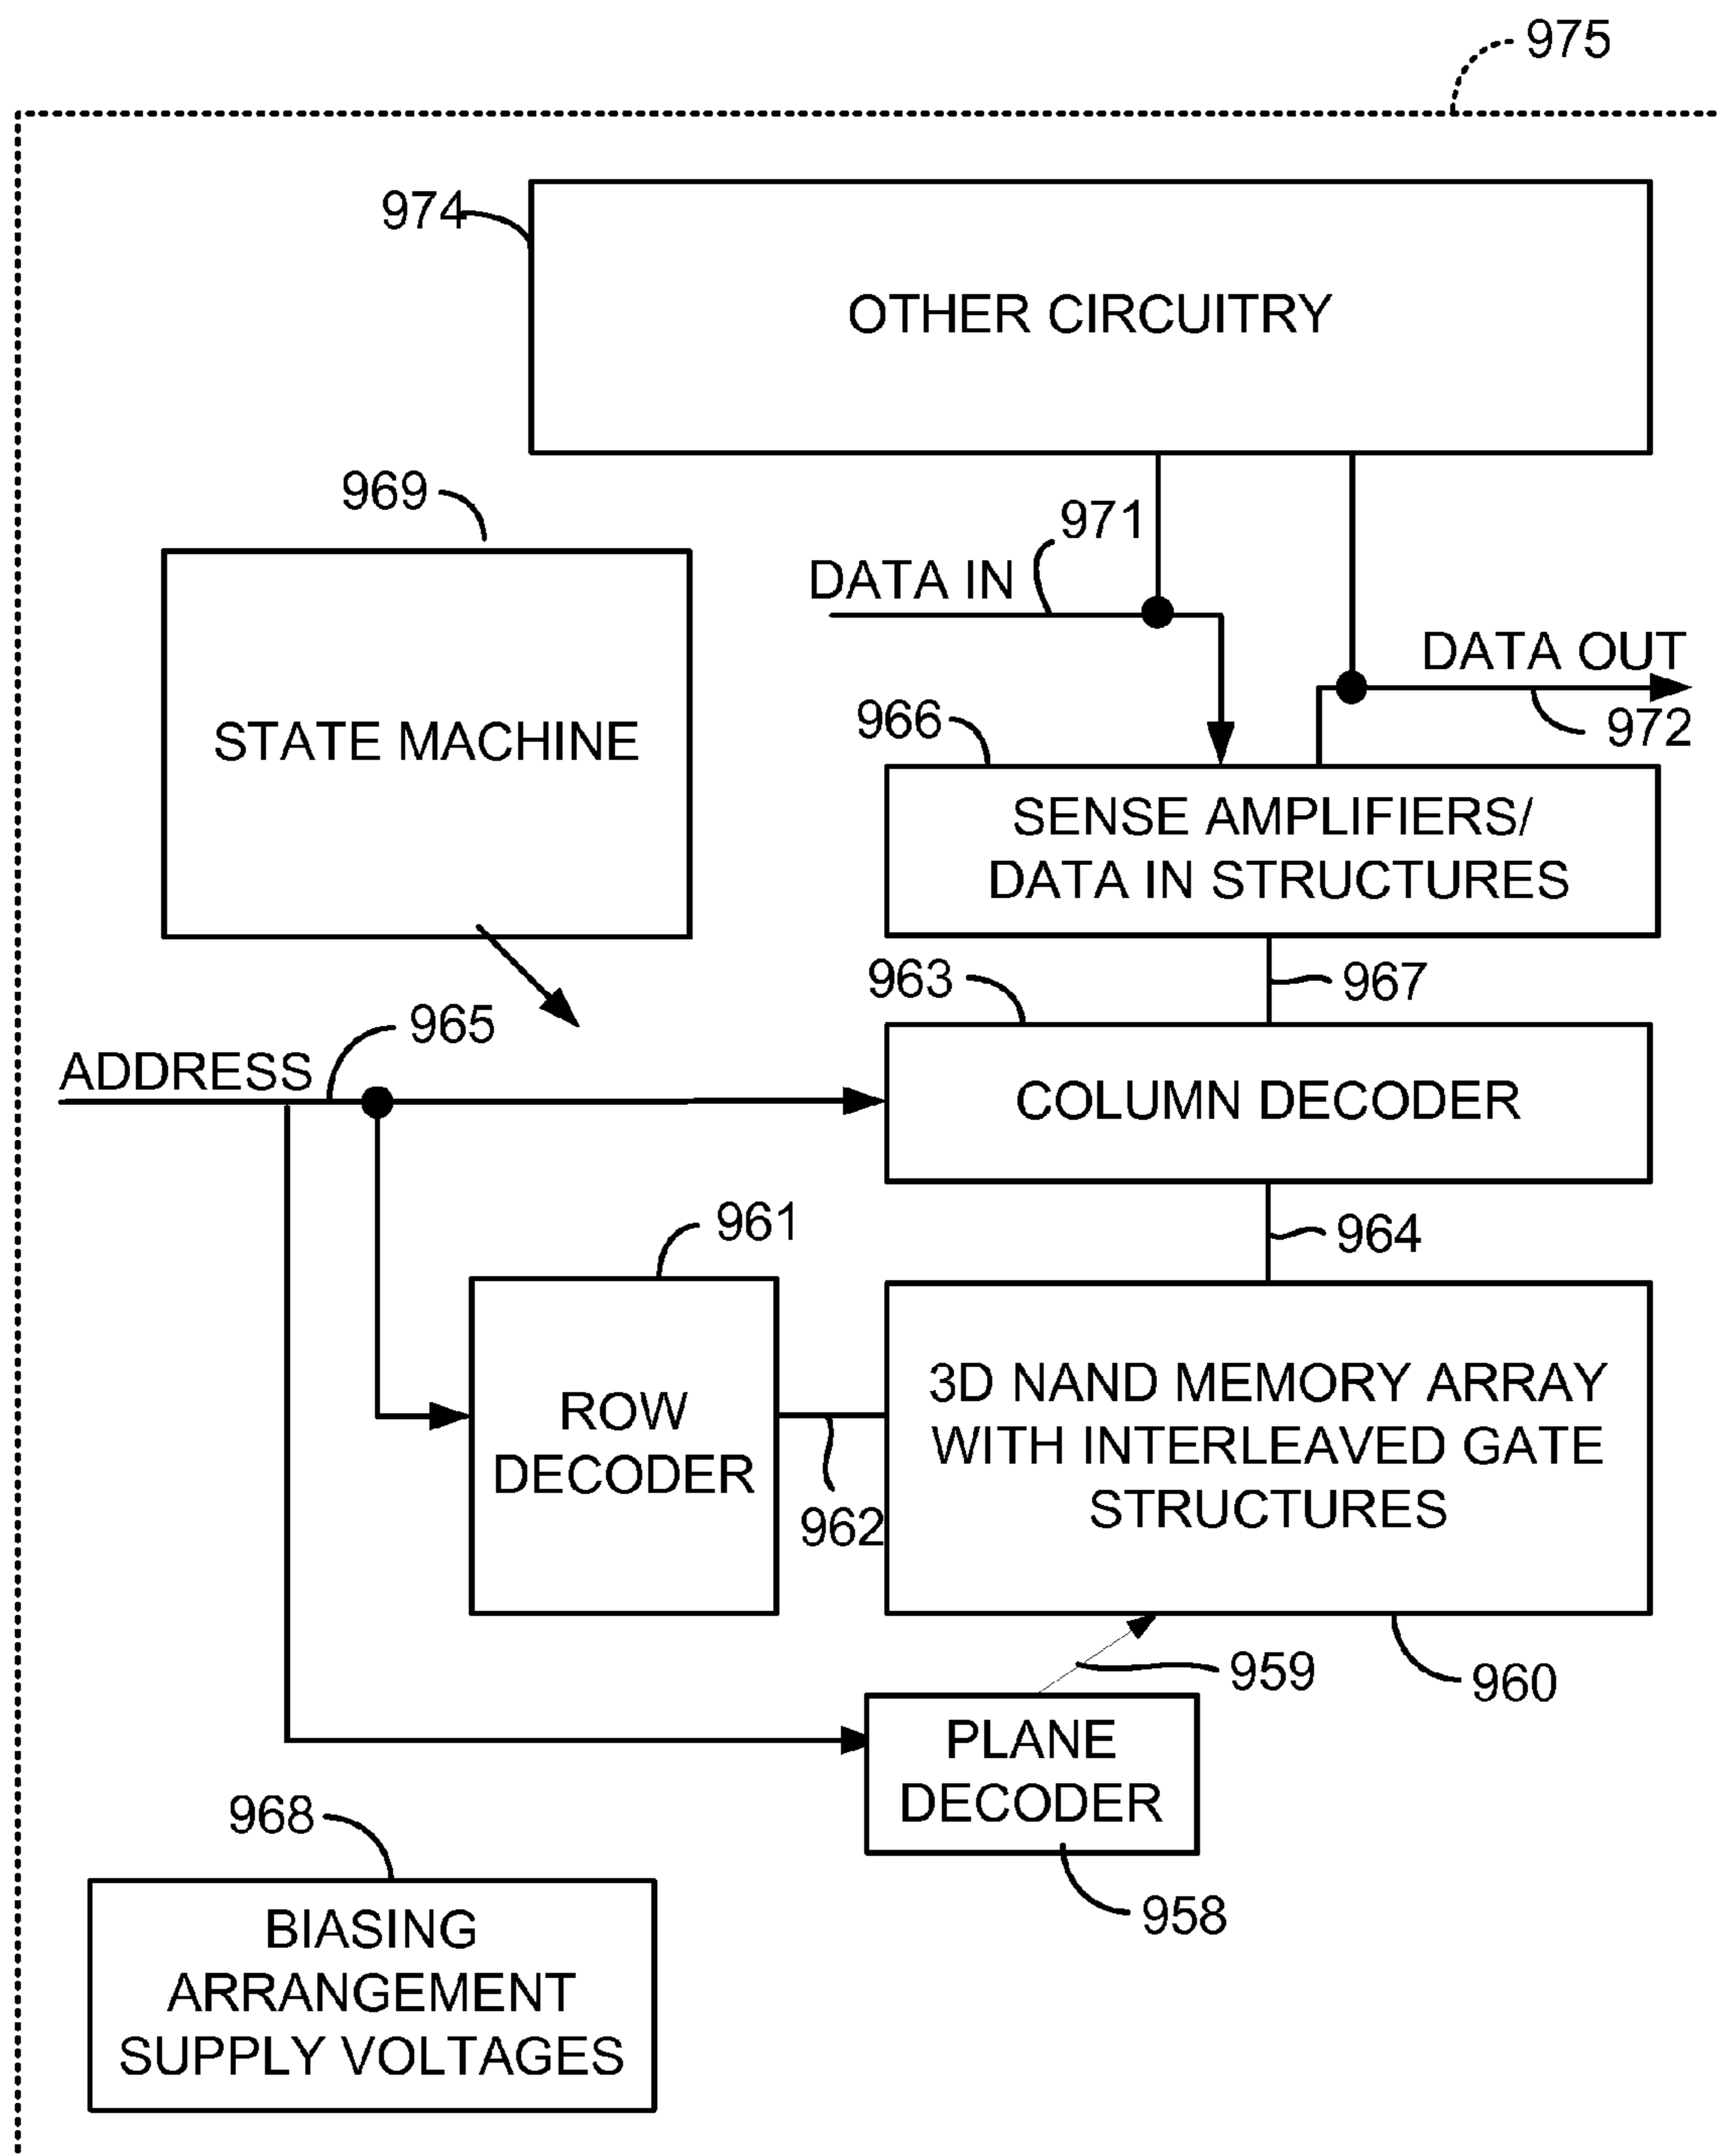 975
974
OTHER CIRCUITRY
969
971
DATA IN
STATE MACHINE
DATA OUT
972
966
SENSE AMPLIFIERS/
DATA IN STRUCTURES
963
967
965
ADDRESS
COLUMN DECODER
961
964
ROW
DECODER
962
3D NAND MEMORY ARRAY
WITH INTERLEAVED GATE
STRUCTURES
959
960
PLANE
DECODER
958
968
BIASING
ARRANGEMENT
SUPPLY VOLTAGES